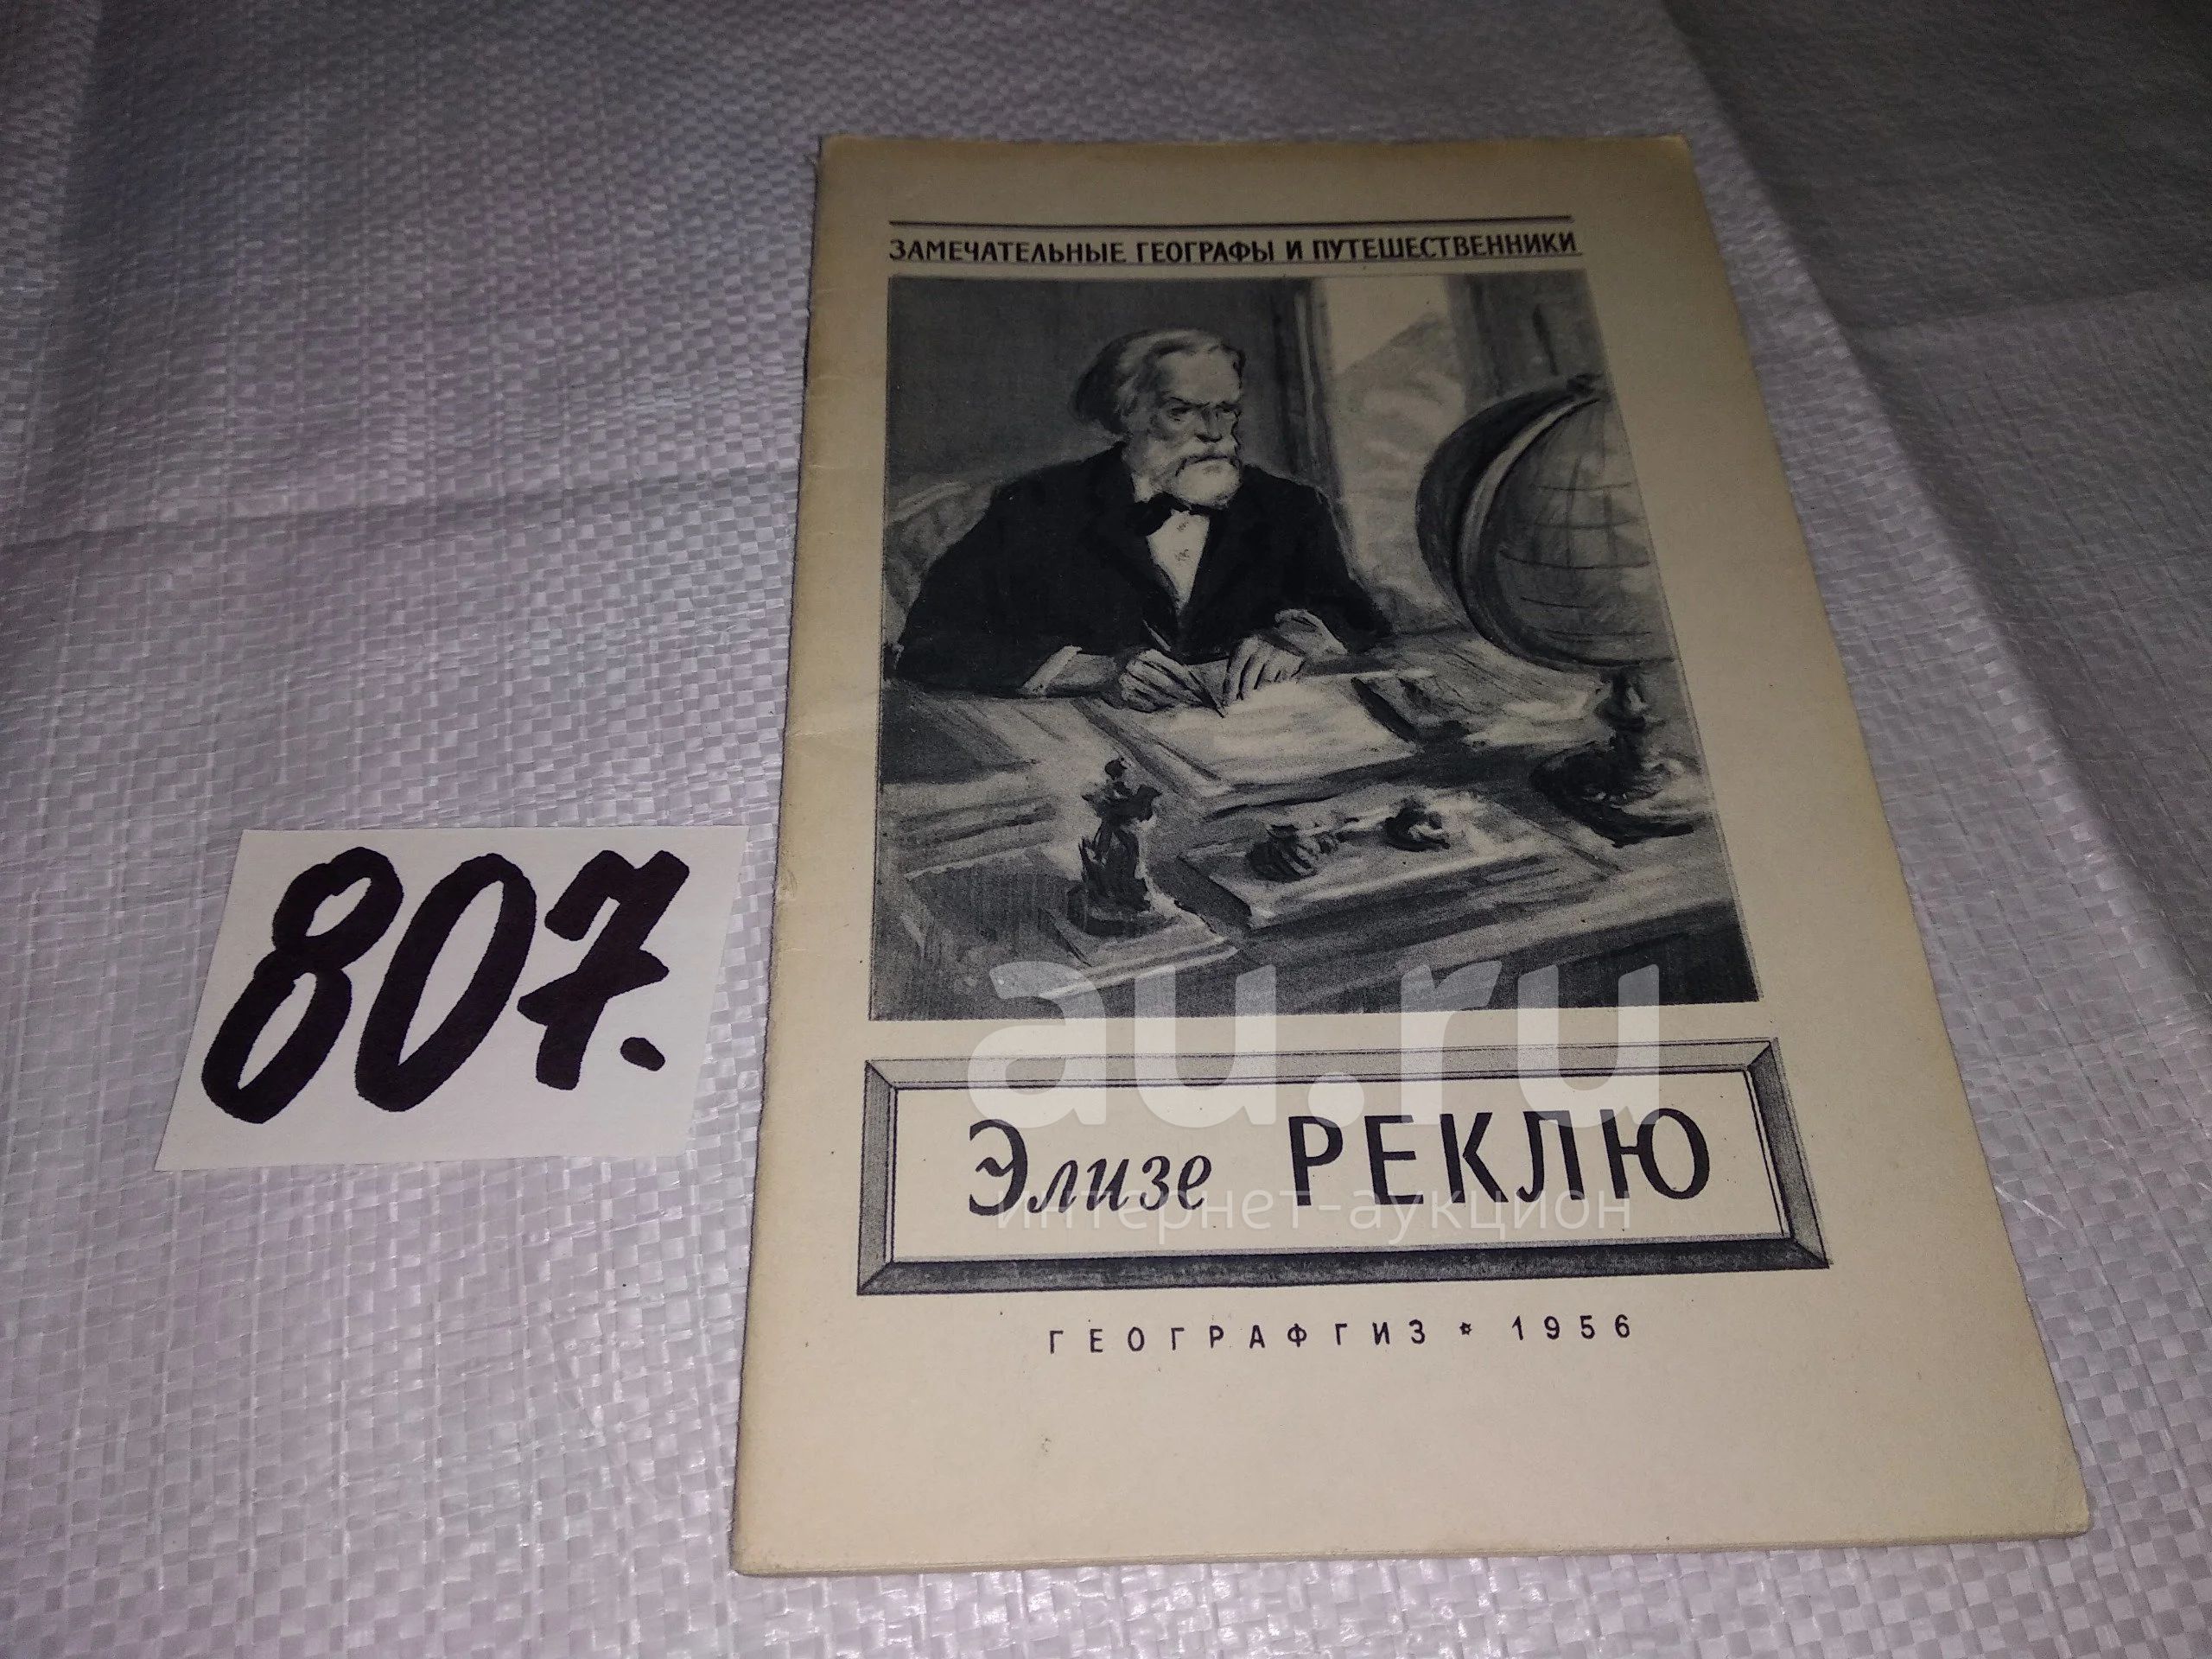 ЗАМЕЧАТЕЛЬНЫЕ ГЕОГРАФЫ И ПУТЕШЕСТВЕННИКИ
807.
au.ru
Элизе РЕКЛЮ
интернет-аукцион
ГЕОГРАФГИЗ * 1956